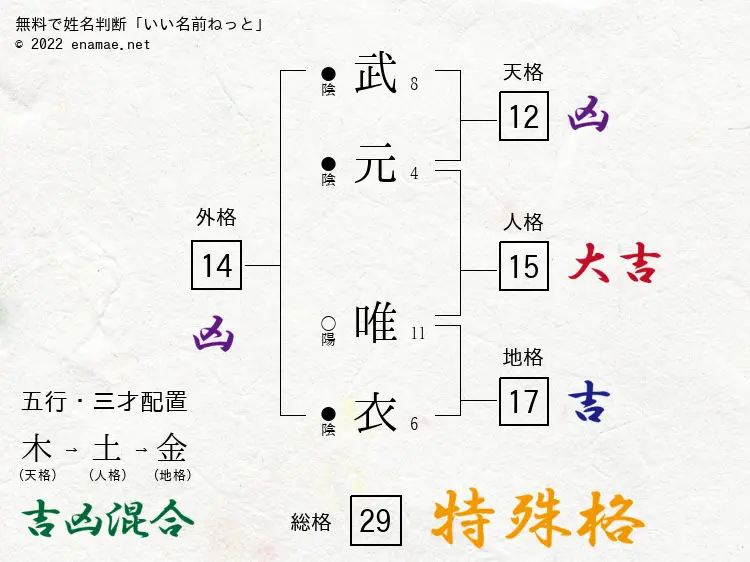 無料で姓名判断「いい名前ねっと」
© 2022 enamae.net
●陰 武 8
●陰 元 4
○陽 唯 11
●陰 衣 6
天格
12 凶
人格
15 大吉
地格
17 吉
外格
14
凶
五行・三才配置
木→土→金
(天格) (人格) (地格)
吉凶混合
総格 29 特殊格